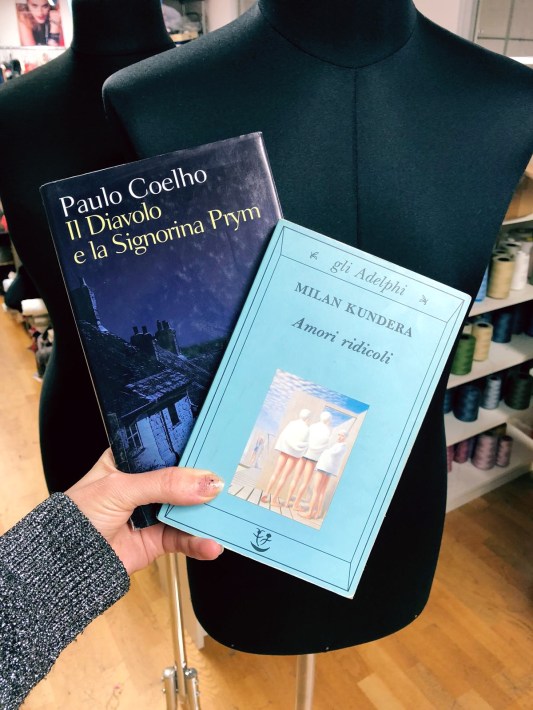 Paulo Coelho
Il Diavolo
e la Signorina Prym
gli Adelphi
MILAN KUNDERA
Amori ridicoli